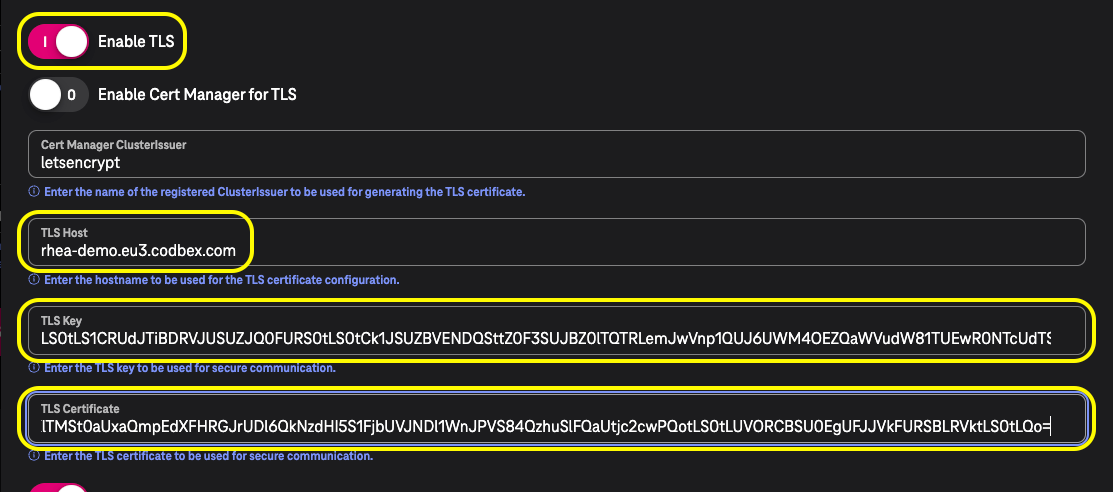 I Enable TLS
0 Enable Cert Manager for TLS
Cert Manager ClusterIssuer
letsencrypt
Enter the name of the registered ClusterIssuer to be used for generating the TLS certificate.
TLS Host
rhea-demo.eu3.codbex.com
Enter the hostname to be used for the TLS certificate configuration.
TLS Key
Enter the TLS key to be used for secure communication.
TLS Certificate
Enter the TLS certificate to be used for secure communication.